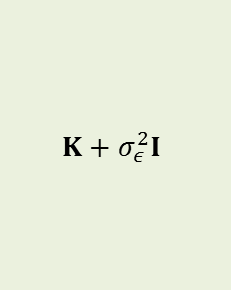 𝐊 + 𝜎_𝜖^2 𝐈